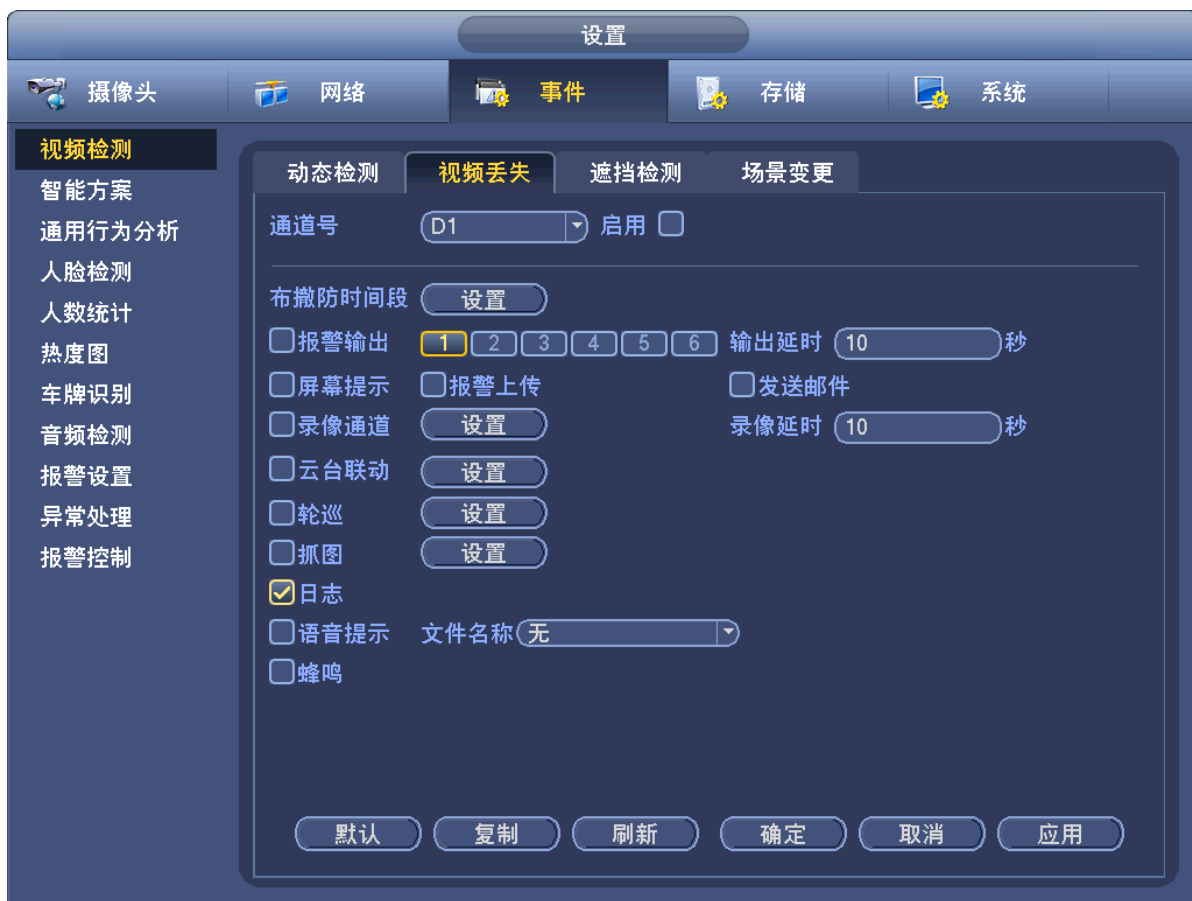 设置
摄像头 网络 事件 存储 系统
视频检测
智能方案
通用行为分析
人脸检测
人数统计
热度图
车牌识别
音频检测
报警设置
异常处理
报警控制
动态检测 视频丢失 遮挡检测 场景变更
通道号 D1 启用
布撤防时间段 设置
报警输出 1 2 3 4 5 6 输出延时 10 秒
屏幕提示 报警上传 发送邮件
录像通道 设置 录像延时 10 秒
云台联动 设置
轮巡 设置
抓图 设置
日志
语音提示 文件名称 无
蜂鸣
默认 复制 刷新 确定 取消 应用